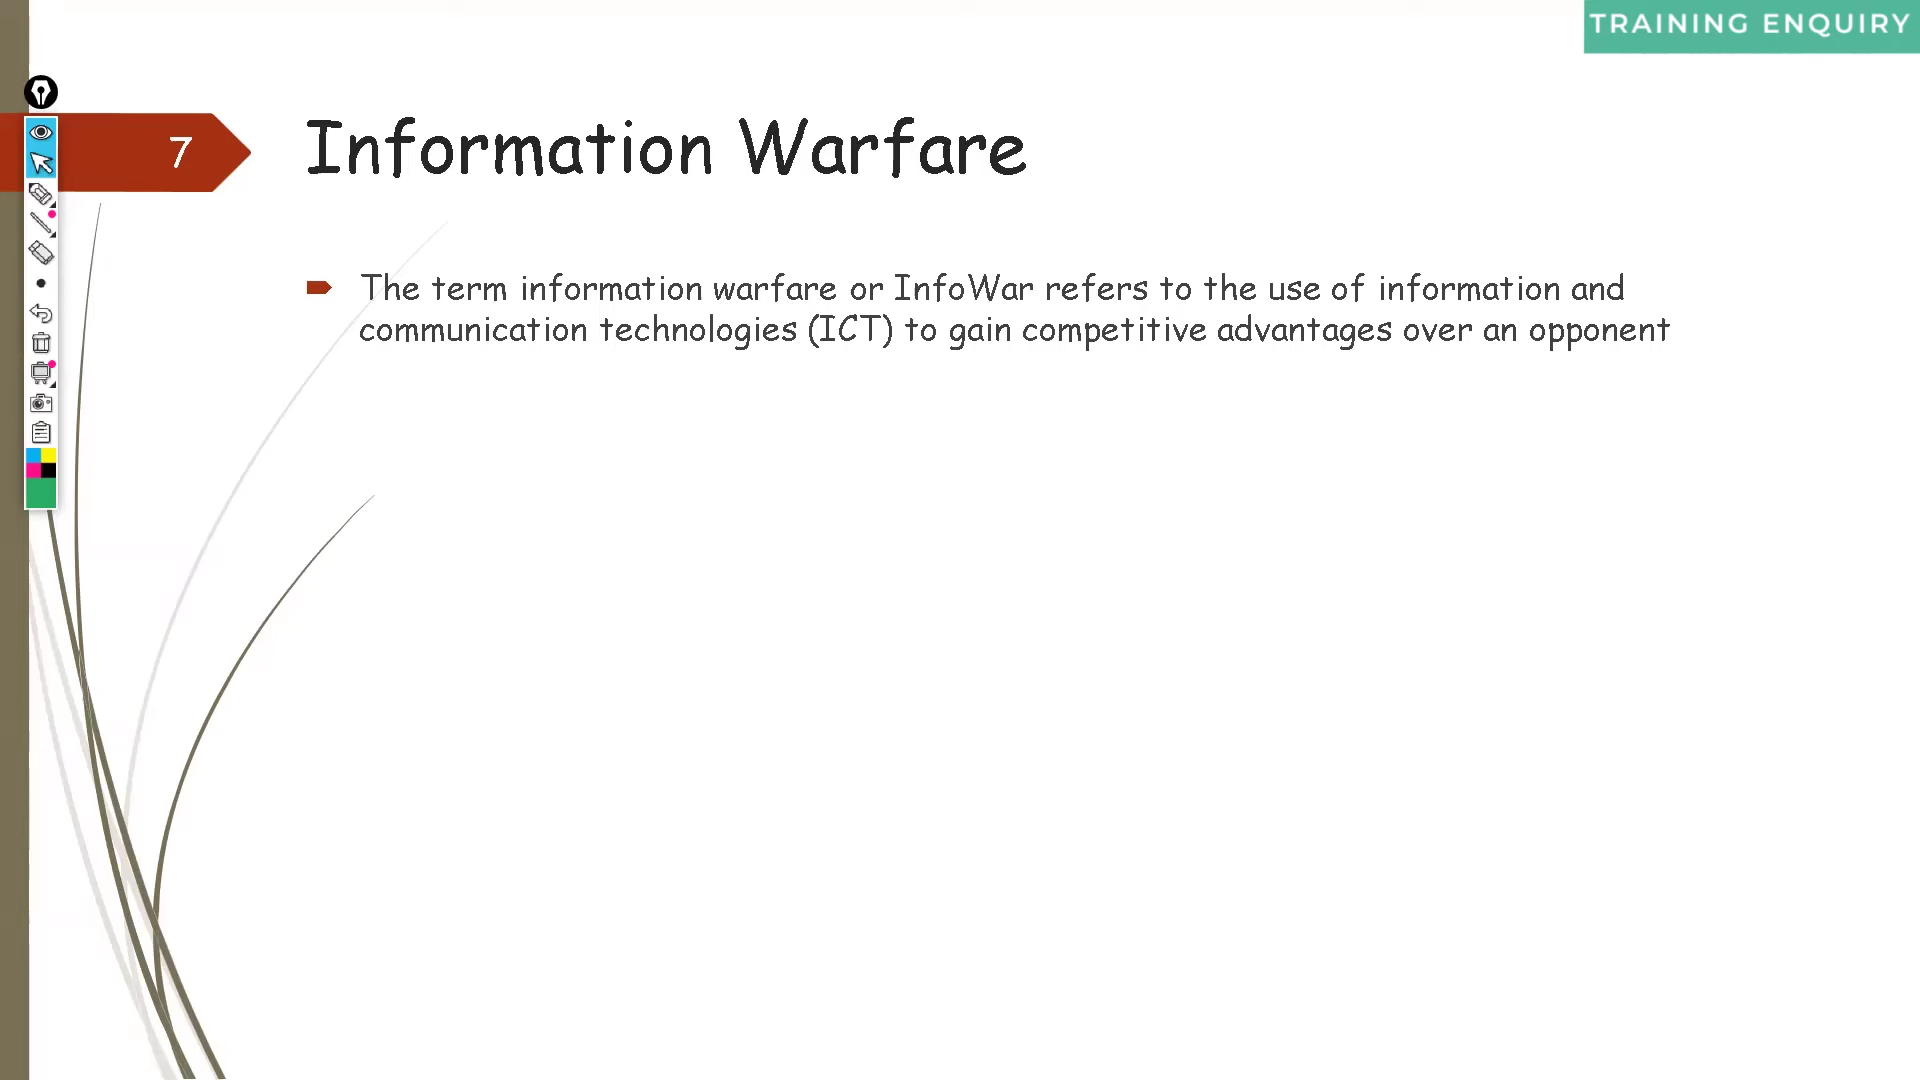 TRAINING ENQUIRY
7
Information Warfare
The term information warfare or InfoWar refers to the use of information and
communication technologies (ICT) to gain competitive advantages over an opponent